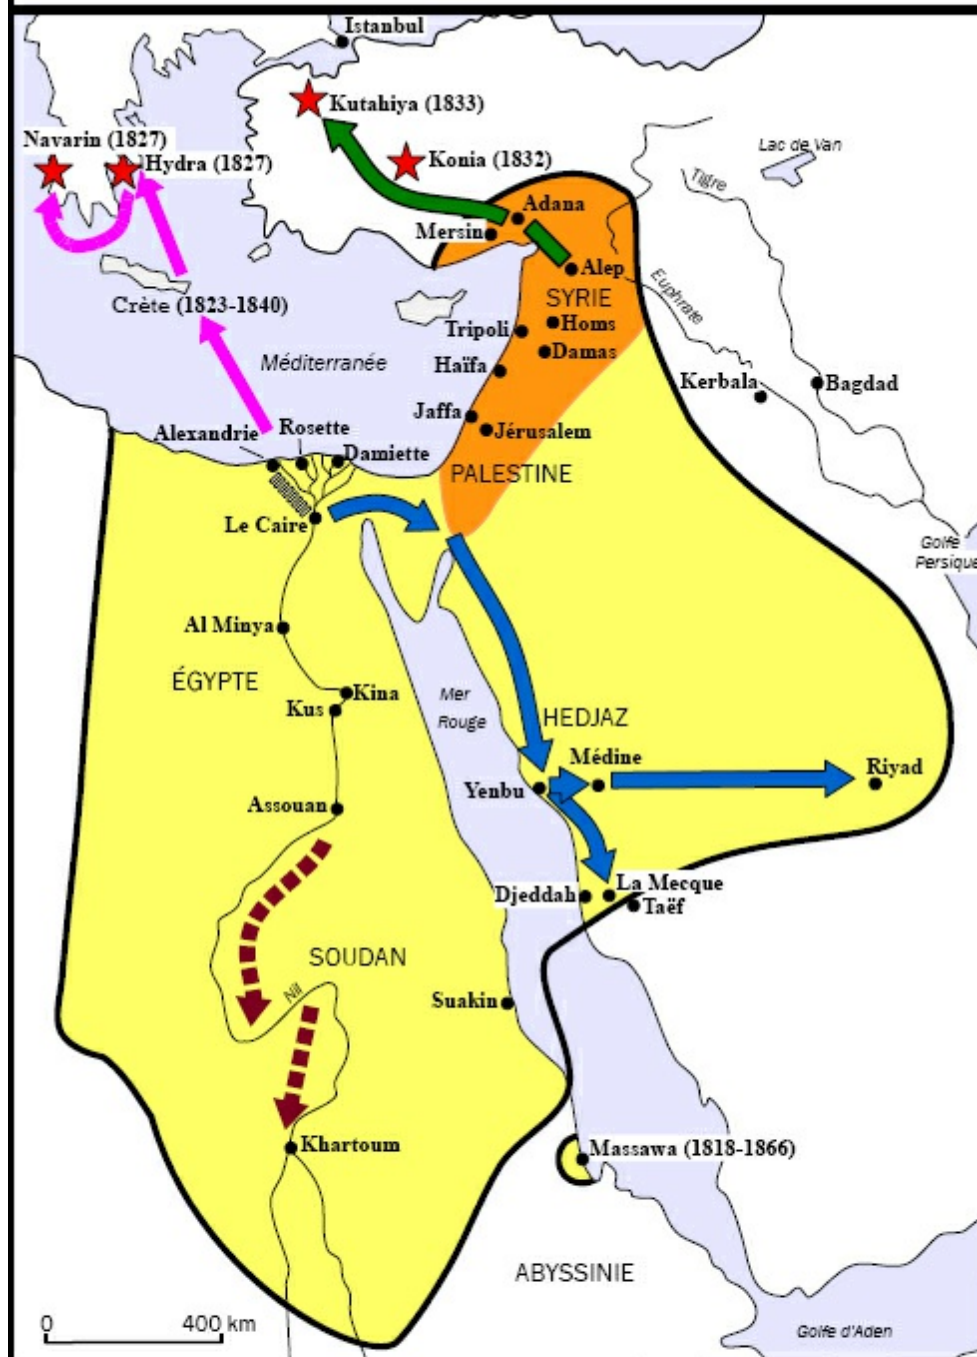 Istanbul
Kutahiya (1833)
Navarin (1827)
Hydra (1827)
Konia (1832)
Lac de Van
Tigre
Adana
Mersin
Alep
Euphrate
SYRIE
Crète (1823-1840)
Tripoli
Homs
Damas
Méditerranée
Haïfa
Kerbala
Bagdad
Jaffa
Jérusalem
Alexandrie
Rosette
Damiette
PALESTINE
Le Caire
Golfe
Persique
Al Minya
ÉGYPTE
Kina
Kus
Mer
Rouge
HEDJAZ
Médine
Riyad
Yenbu
Assouan
Djeddah
La Mecque
Taëf
SOUDAN
Nil
Suakin
Khartoum
Massawa (1818-1866)
ABYSSINIE
0 400 km
Golfe d'Aden